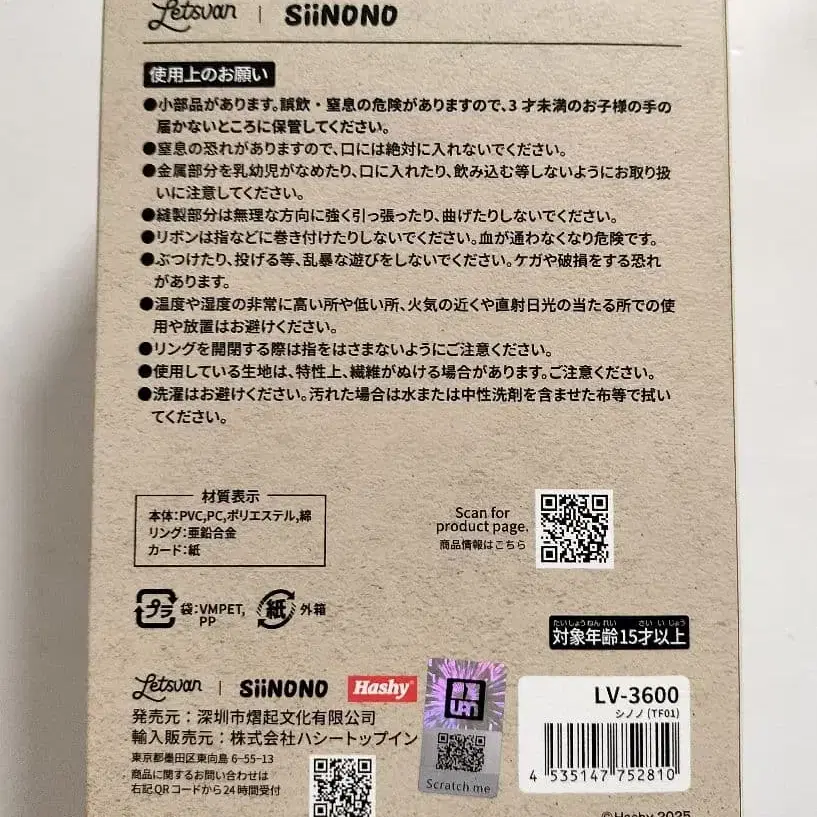 Letsvan | SiiNONO
使用上のお願い
●小部品があります。誤飲・窒息の危険がありますので、3才未満のお子様の手の
届かないところに保管してください。
●窒息の恐れがありますので、口には絶対に入れないでください。
●金属部分を乳幼児がなめたり、口に入れたり、飲み込む等しないようにお取り扱
いに注意してください。
●縫製部分は無理な方向に強く引っ張ったり、曲げたりしないでください。
●リボンは指などに巻き付けたりしないでください。血が通わなくなり危険です。
●ぶつけたり、投げる等、乱暴な遊びをしないでください。ケガや破損をする恐れ
があります。
●温度や湿度の非常に高い所や低い所、火気の近くや直射日光の当たる所での使
用や放置はお避けください。
●リングを開閉する際は指をはさまないようにご注意ください。
●使用している生地は、特性上、繊維がぬける場合があります。ご注意ください。
●洗濯はお避けください。汚れた場合は水または中性洗剤を含ませた布等で拭い
てください。
材質表示
本体:PVC,PC,ポリエステル,綿
リング:亜鉛合金
カード:紙
Scan for
product page.
商品情報はこちら
プラ 袋:VMPET,
PP
紙 外箱
たいしょうねんれい さいいじょう
対象年齢15才以上
Letsvan | SiiNONO Hashy
発売元:深圳市熠起文化有限公司
輸入販売元:株式会社ハシートップイン
東京都墨田区東向島 6-55-13
商品に関するお問い合わせは
右記QRコードから24時間受付
Scratch me
LV-3600
シノノ (TF01)
4 535147 752810
©Hashy 2025